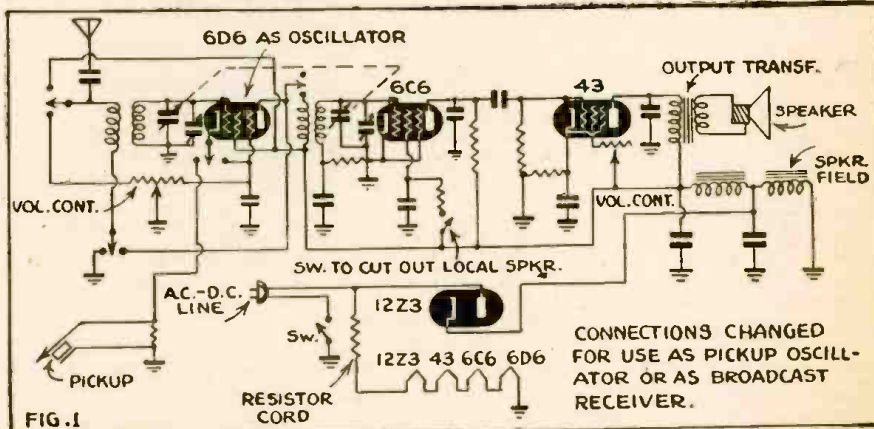 6D6 AS OSCILLATOR
6C6
43
OUTPUT TRANSF.
SPEAKER
SPKR.
FIELD
VOL. CONT.
VOL. CONT.
SW. TO CUT OUT LOCAL SPKR.
A.C.-D.C.
LINE
SW.
12Z3
12Z3 43 6C6 6D6
PICKUP
RESISTOR
CORD
CONNECTIONS CHANGED
FOR USE AS PICKUP OSCILL-
ATOR OR AS BROADCAST
RECEIVER.
FIG.1